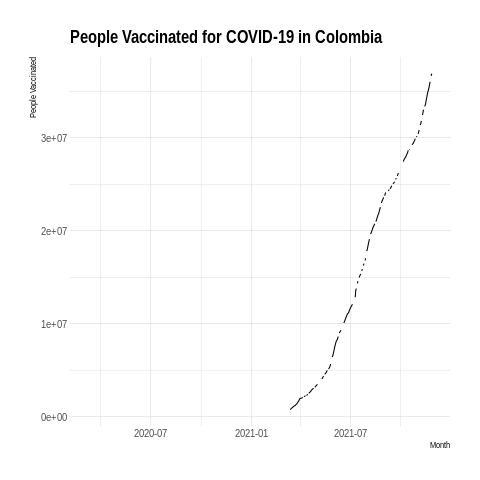 People Vaccinated for COVID-19 in Colombia
People Vaccinated
3e+07
2e+07
1e+07
0e+00
2020-07 2021-01 2021-07
Month